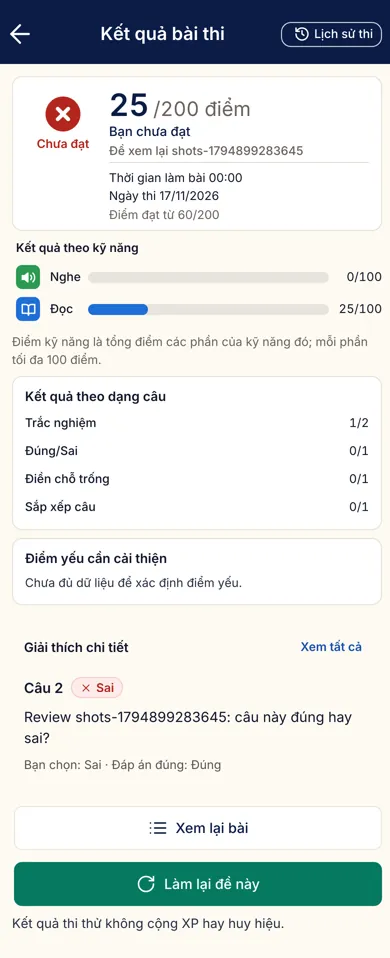 Kết quả bài thi
Lịch sử thi
25 /200 điểm
Chưa đạt
Bạn chưa đạt
Đề xem lại shots-1794899283645
Thời gian làm bài 00:00
Ngày thi 17/11/2026
Điểm đạt từ 60/200
Kết quả theo kỹ năng
Nghe 0/100
Đọc 25/100
Điểm kỹ năng là tổng điểm các phần của kỹ năng đó; mỗi phần
tối đa 100 điểm.
Kết quả theo dạng câu
Trắc nghiệm 1/2
Đúng/Sai 0/1
Điền chỗ trống 0/1
Sắp xếp câu 0/1
Điểm yếu cần cải thiện
Chưa đủ dữ liệu để xác định điểm yếu.
Giải thích chi tiết Xem tất cả
Câu 2 Sai
Review shots-1794899283645: câu này đúng hay
sai?
Bạn chọn: Sai · Đáp án đúng: Đúng
Xem lại bài
Làm lại đề này
Kết quả thi thử không cộng XP hay huy hiệu.